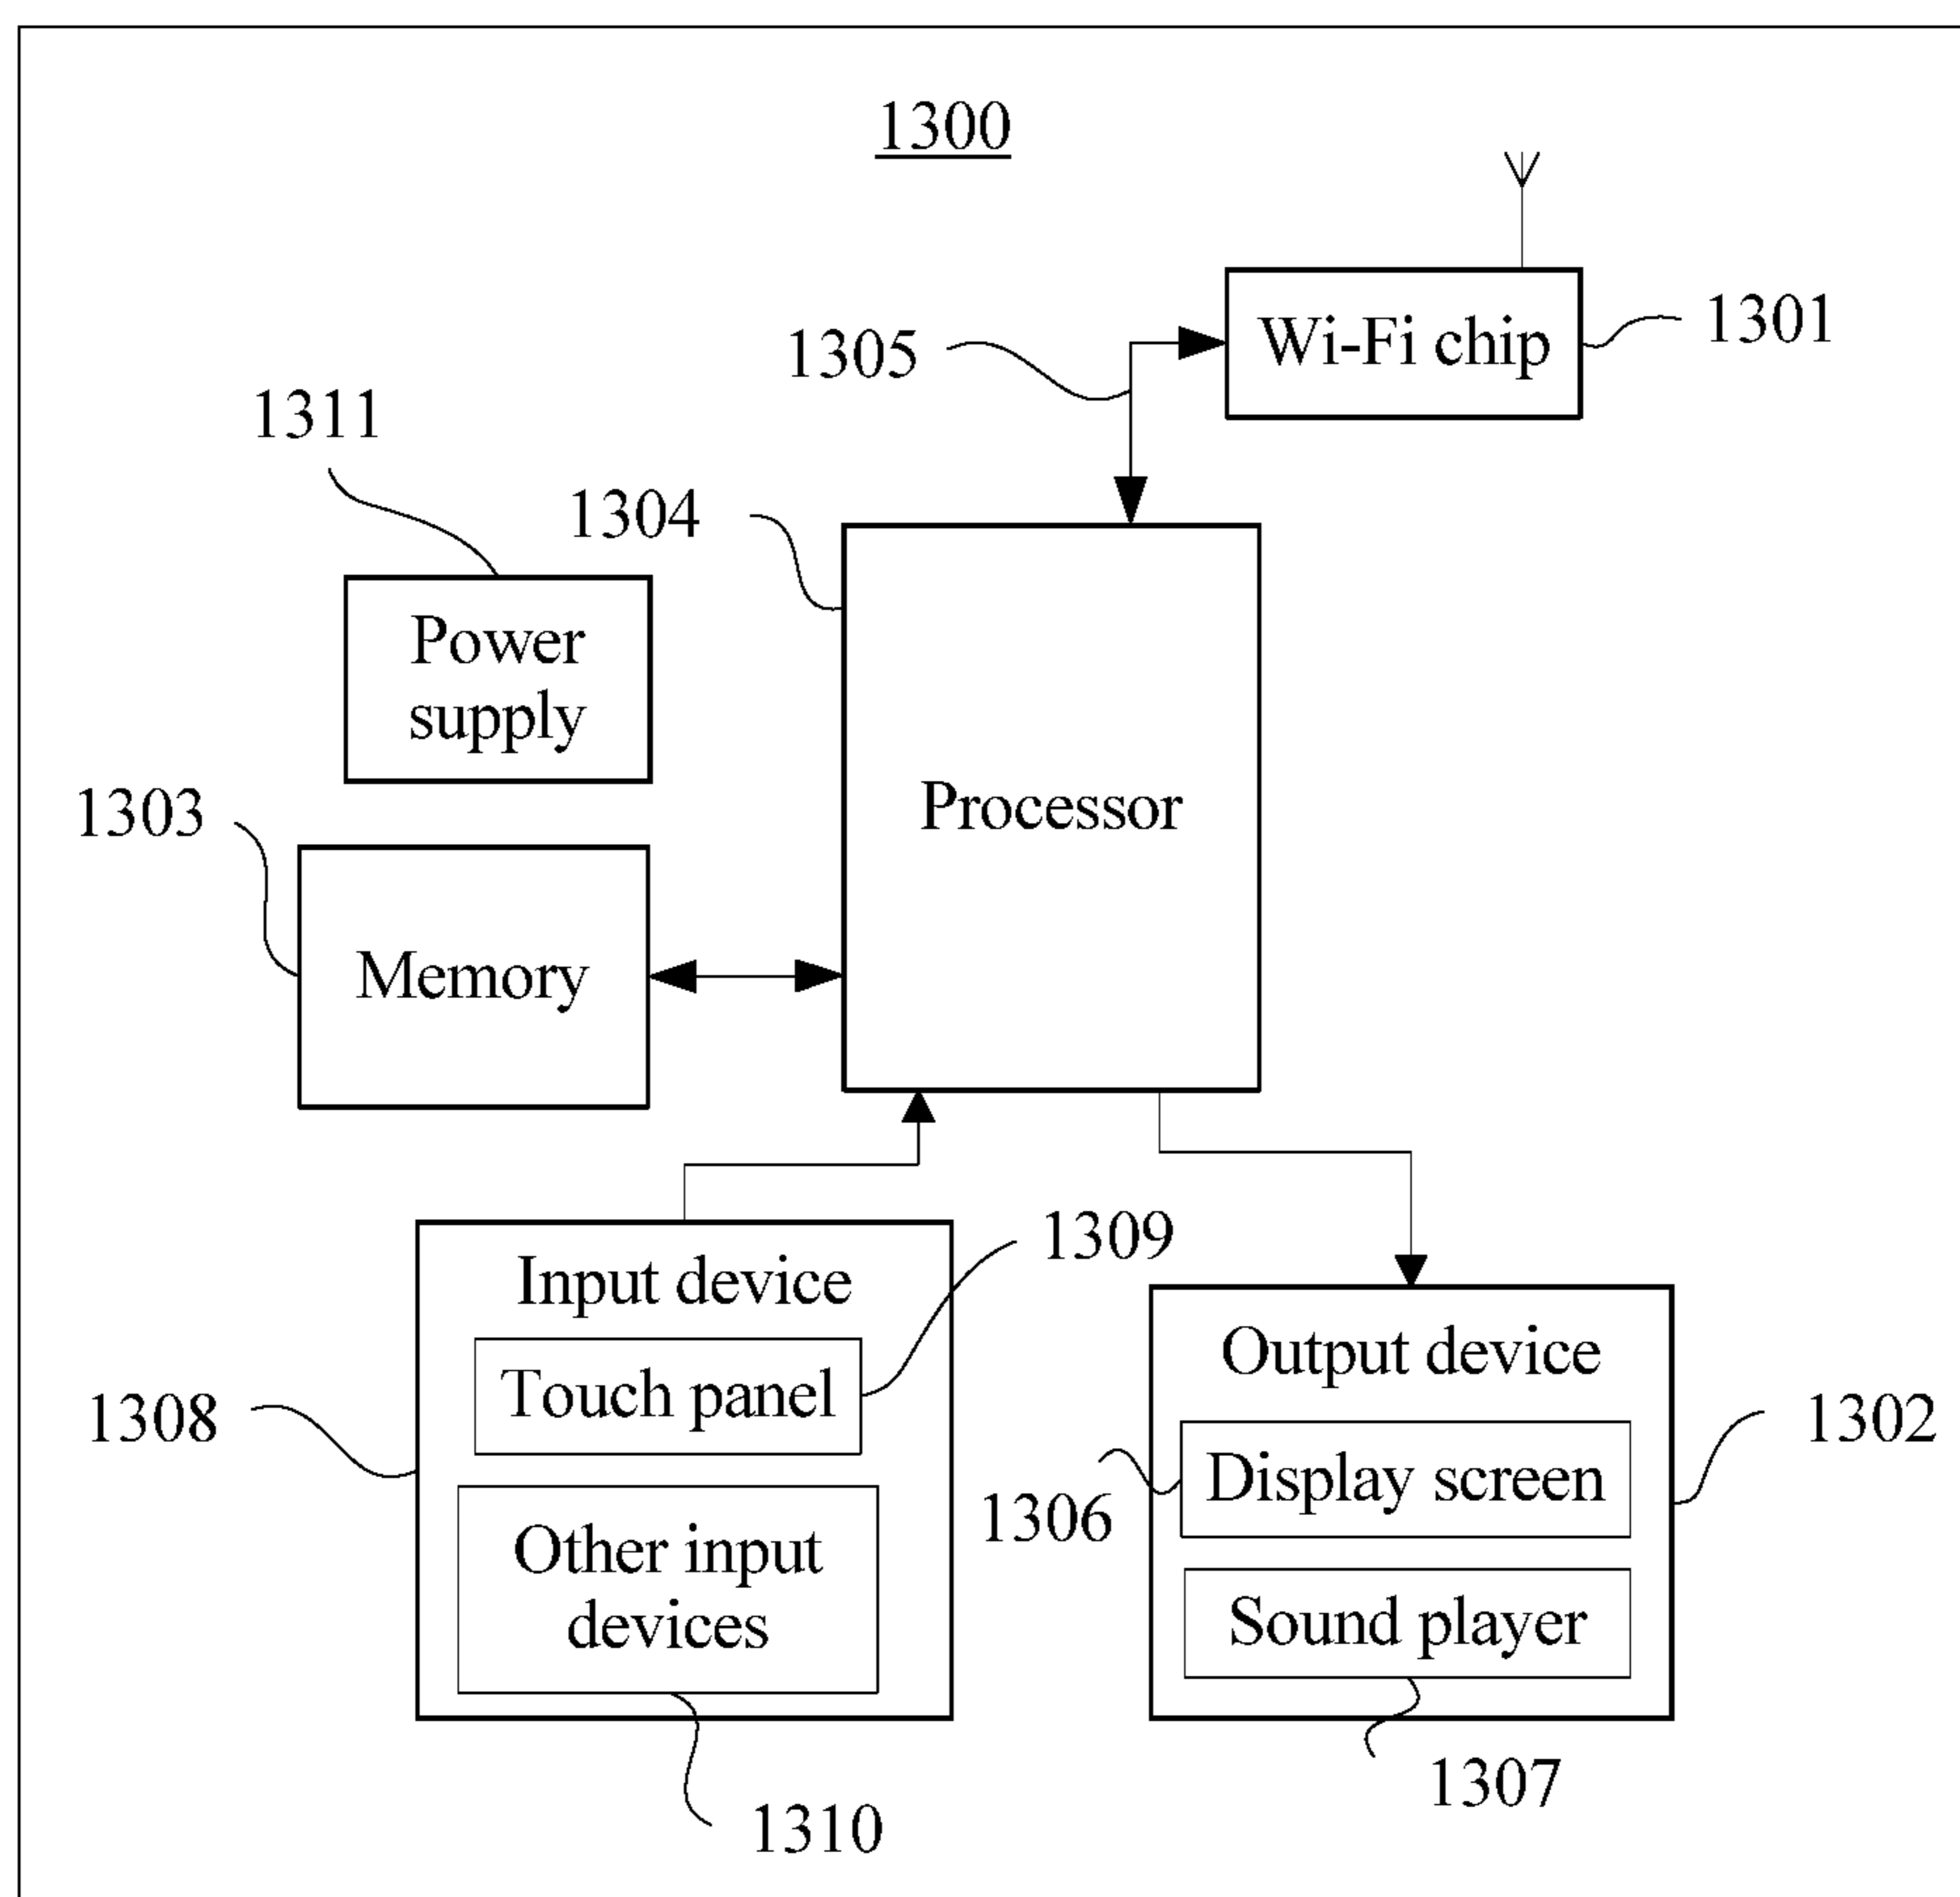 1300
1301
Wi-Fi chip
1305
1311
1304
Power
supply
Processor
1303
Memory
1309
Input device
Output device
Touch panel
1308
1302
Display screen
1306
Other input
devices
Sound player
1307
1310